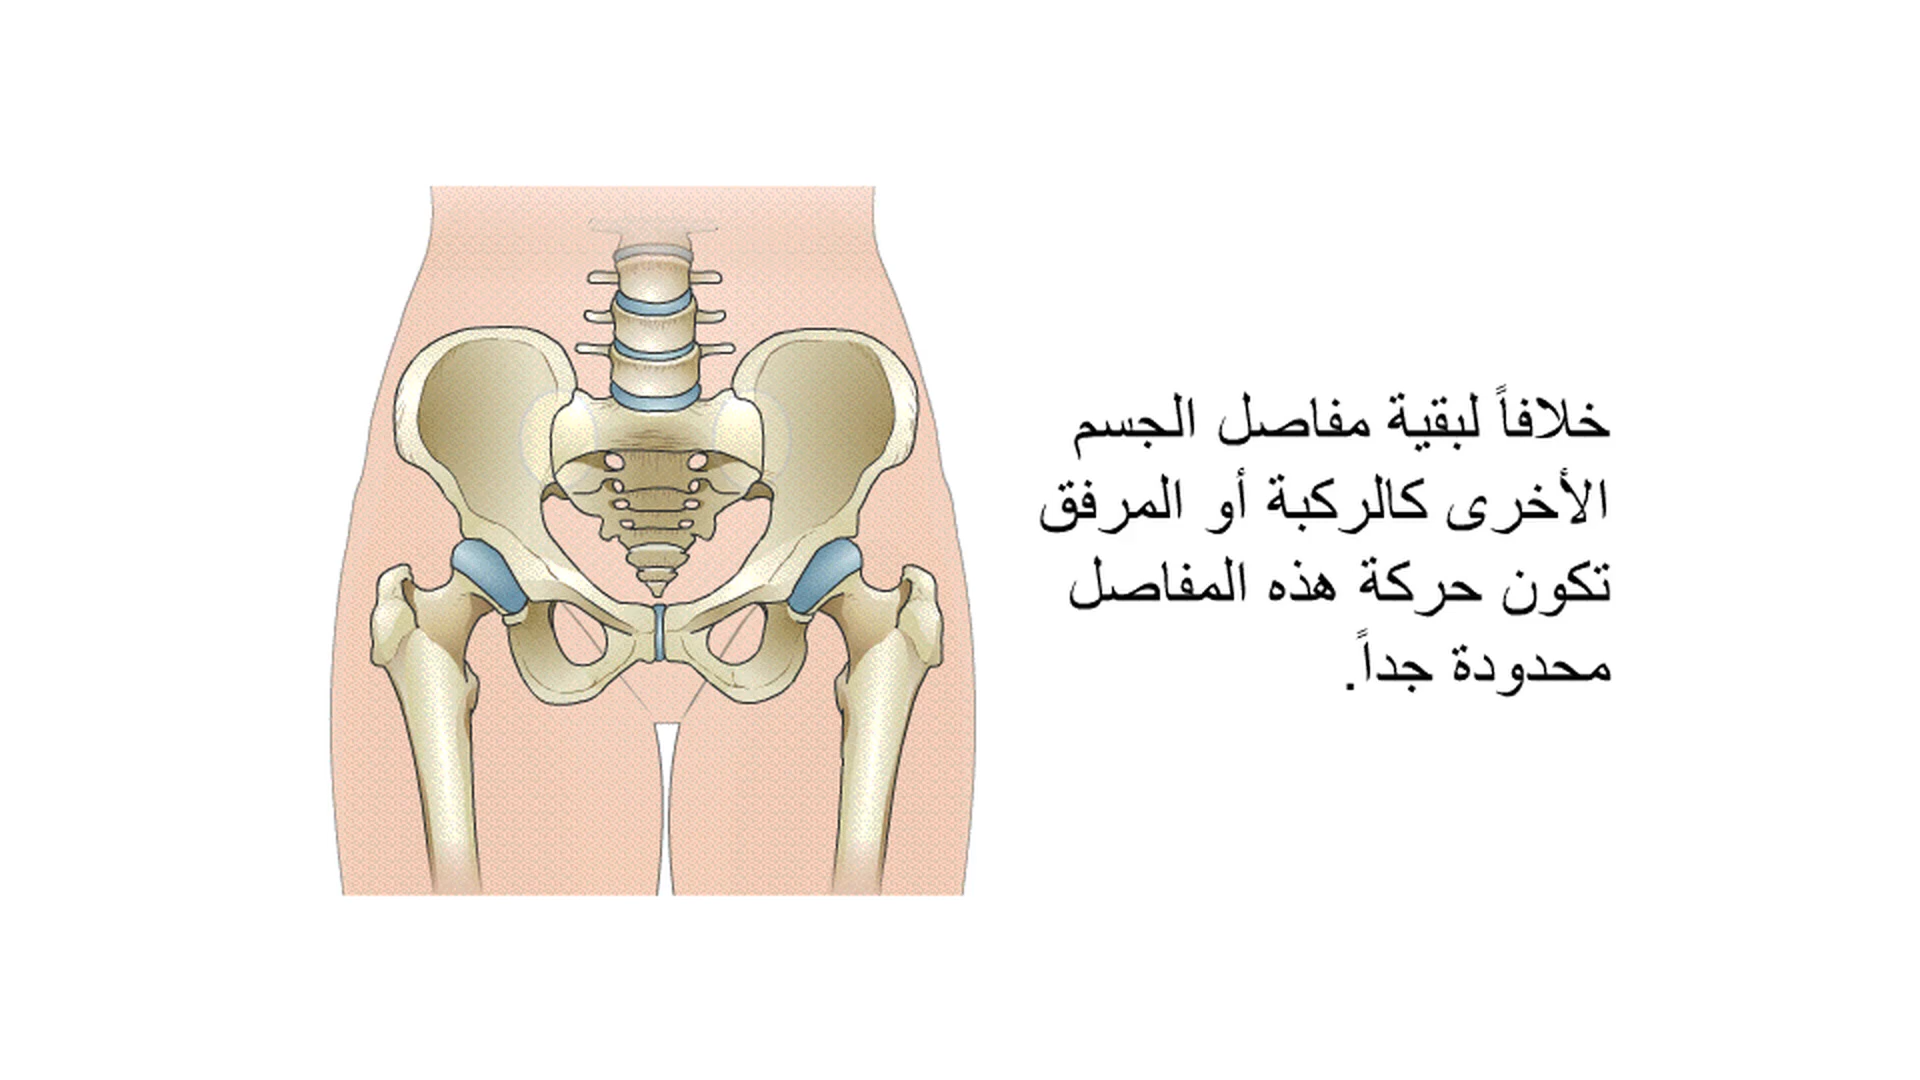 خلافاً لبقية مفاصل الجسم
الأخرى كالركبة أو المرفق
تكون حركة هذه المفاصل
محدودة جداً.